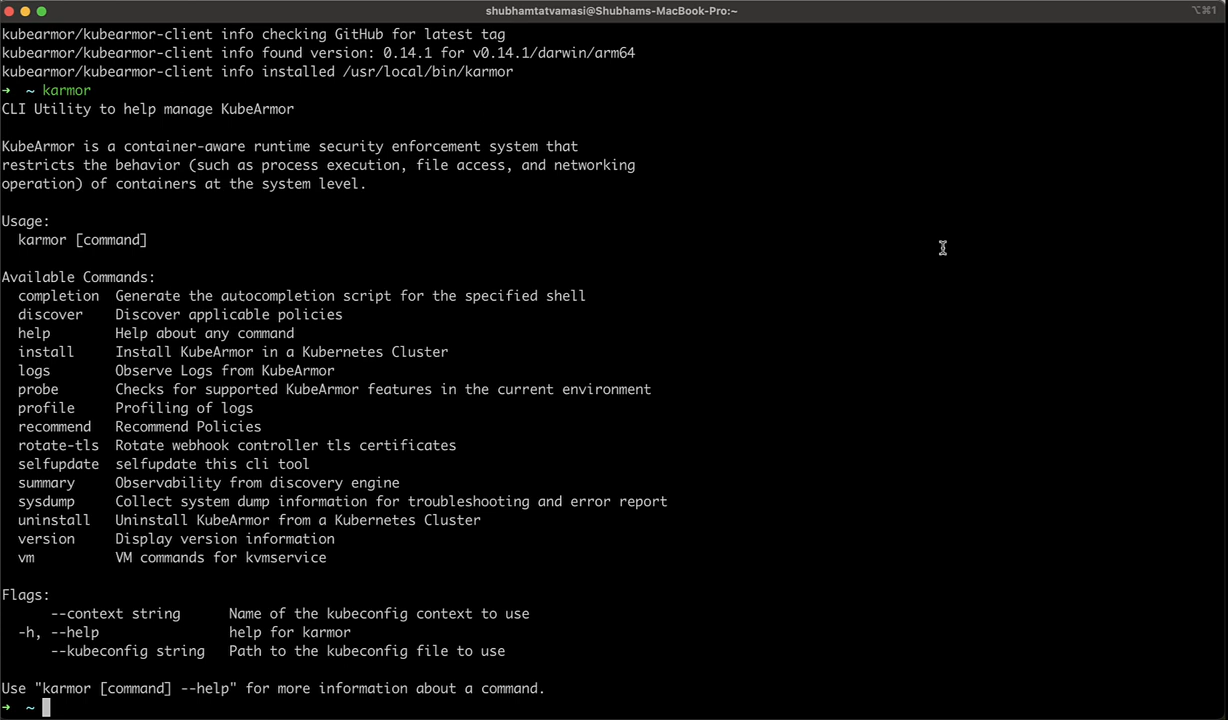 shubhamtatvamasi@Shubhams-MacBook-Pro:~
⌥⌘1
kubearmor/kubearmor-client info checking GitHub for latest tag
kubearmor/kubearmor-client info found version: 0.14.1 for v0.14.1/darwin/arm64
kubearmor/kubearmor-client info installed /usr/local/bin/karmor
→ ~ karmor
CLI Utility to help manage KubeArmor
KubeArmor is a container-aware runtime security enforcement system that
restricts the behavior (such as process execution, file access, and networking
operation) of containers at the system level.
Usage:
karmor [command]
Available Commands:
completion Generate the autocompletion script for the specified shell
discover Discover applicable policies
help Help about any command
install Install KubeArmor in a Kubernetes Cluster
logs Observe Logs from KubeArmor
probe Checks for supported KubeArmor features in the current environment
profile Profiling of logs
recommend Recommend Policies
rotate-tls Rotate webhook controller tls certificates
selfupdate selfupdate this cli tool
summary Observability from discovery engine
sysdump Collect system dump information for troubleshooting and error report
uninstall Uninstall KubeArmor from a Kubernetes Cluster
version Display version information
vm VM commands for kvmservice
Flags:
--context string Name of the kubeconfig context to use
-h, --help help for karmor
--kubeconfig string Path to the kubeconfig file to use
Use "karmor [command] --help" for more information about a command.
→ ~